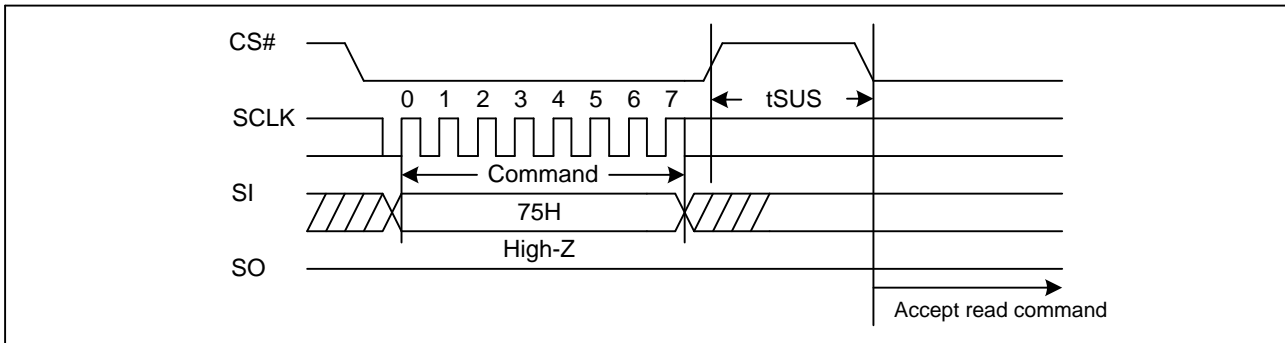 CS#
tSUS
0 1 2 3 4 5 6 7
SCLK
Command
SI
75H
High-Z
SO
Accept read command